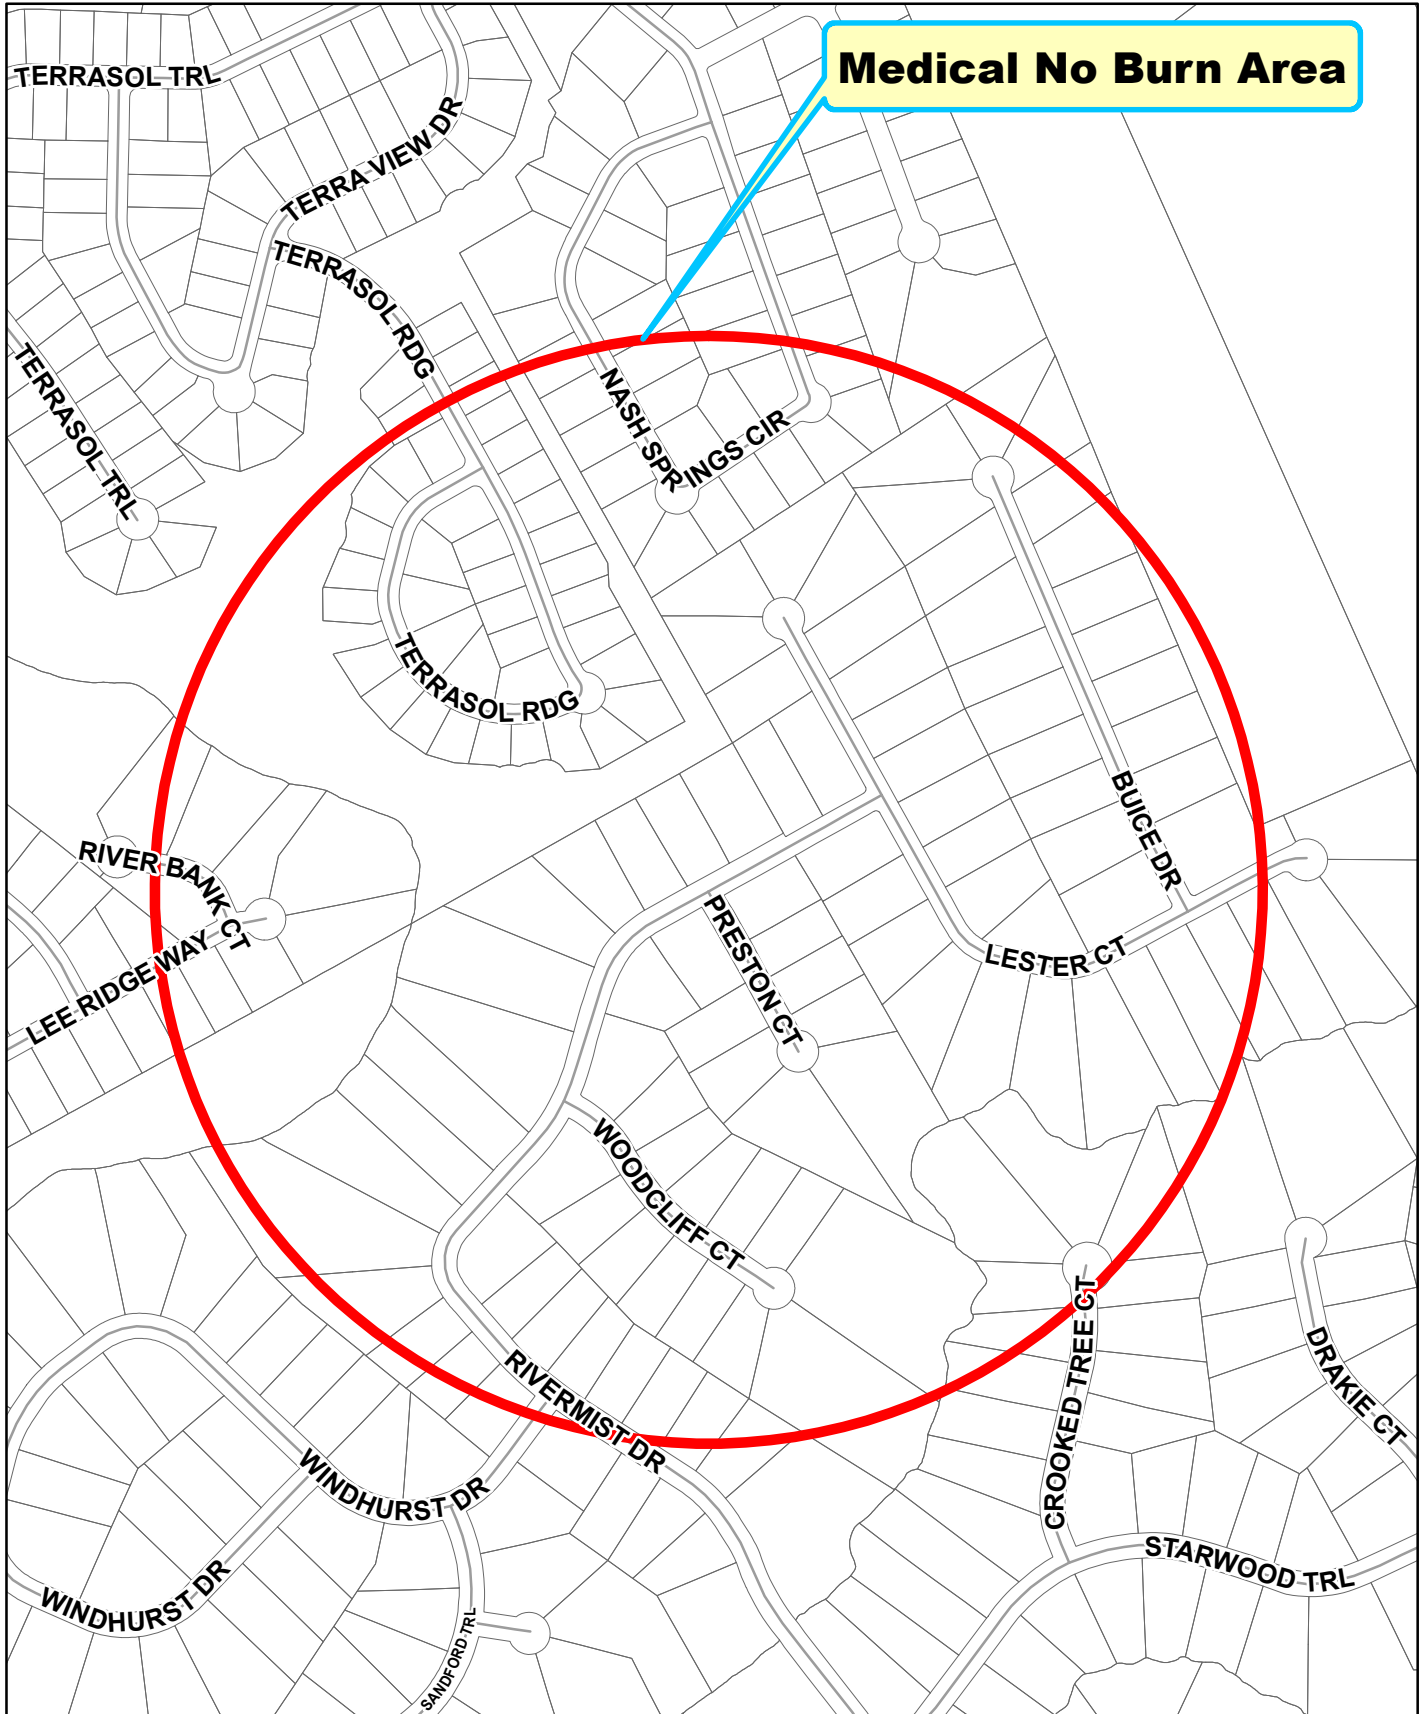 Medical No Burn Area
TERRASOL TRL
TERRA VIEW DR
TERRASOL RDG
TERRASOL TRL
NASH SPRINGS CIR
TERRASOL RDG
BUICE DR
RIVER BANK CT
LEE RIDGE WAY
PRESTON CT
LESTER CT
WOODCLIFF CT
CROOKED TREE CT
DRAKIE CT
RIVERMIST DR
WINDHURST DR
WINDHURST DR
STARWOOD TRL
SANDFORD TRL